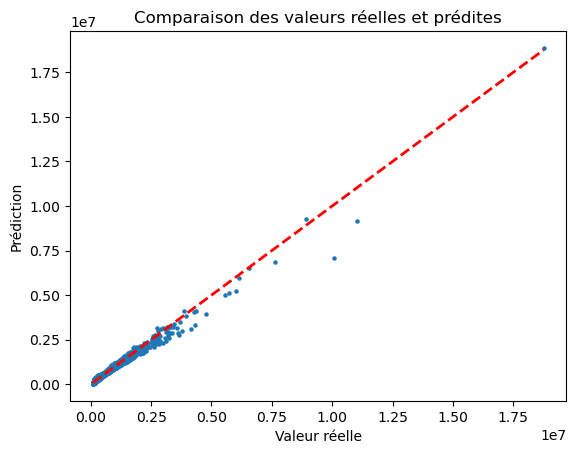 Comparaison des valeurs réelles et prédites
1e7
1.75
1.50
1.25
1.00
0.75
0.50
0.25
0.00
Prédiction
0.00 0.25 0.50 0.75 1.00 1.25 1.50 1.75
1e7
Valeur réelle